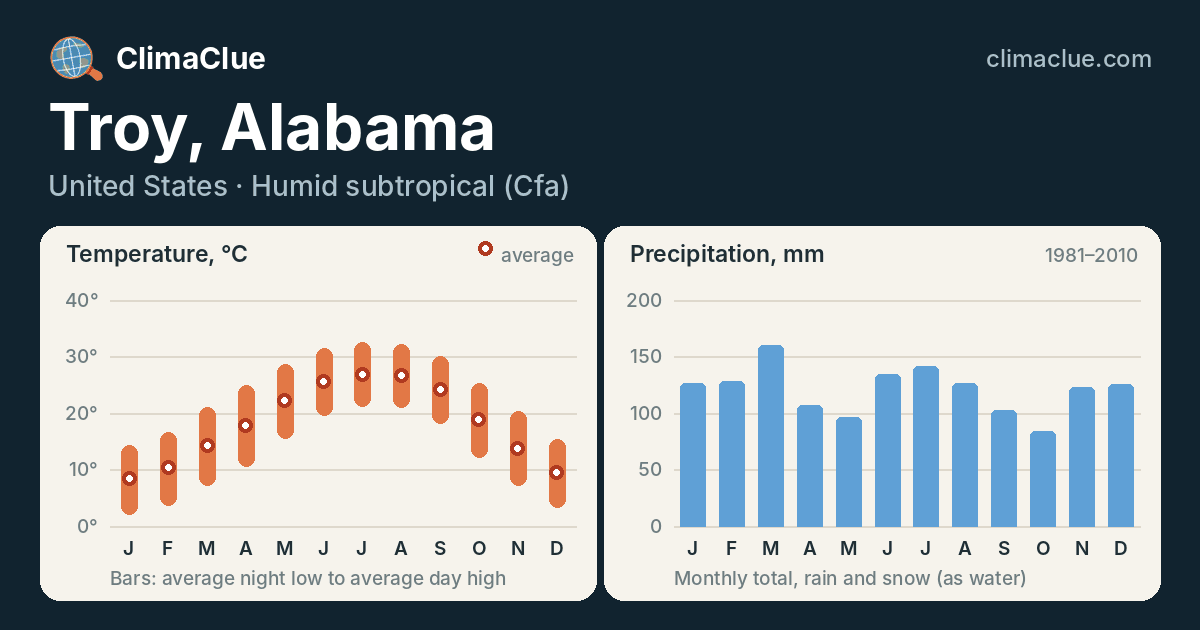 ClimaClue
climaclue.com
Troy, Alabama
United States · Humid subtropical (Cfa)
Temperature, °C
average
40°
30°
20°
10°
0°
J F M A M J J A S O N D
Bars: average night low to average day high
Precipitation, mm
1981–2010
200
150
100
50
0
J F M A M J J A S O N D
Monthly total, rain and snow (as water)